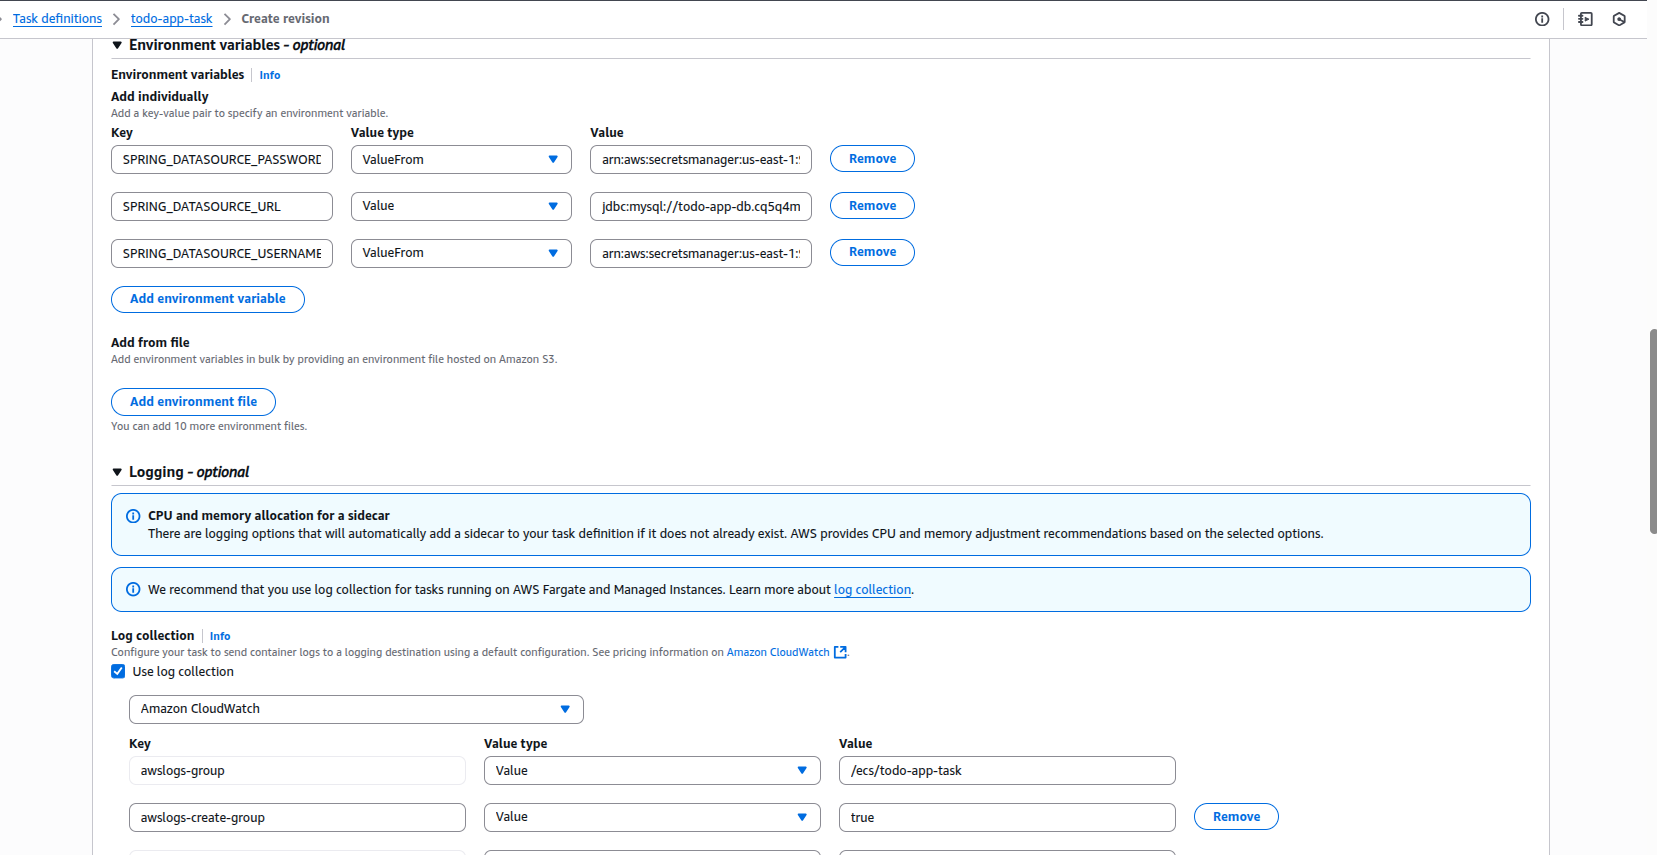 Task definitions > todo-app-task > Create revision
Environment variables - optional
Environment variables | Info
Add individually
Add a key-value pair to specify an environment variable.
Key Value type Value
SPRING_DATASOURCE_PASSWORD ValueFrom arn:aws:secretsmanager:us-east-1: Remove
SPRING_DATASOURCE_URL Value jdbc:mysql://todo-app-db.cq5q4m Remove
SPRING_DATASOURCE_USERNAME ValueFrom arn:aws:secretsmanager:us-east-1: Remove
Add environment variable
Add from file
Add environment variables in bulk by providing an environment file hosted on Amazon S3.
Add environment file
You can add 10 more environment files.
Logging - optional
CPU and memory allocation for a sidecar
There are logging options that will automatically add a sidecar to your task definition if it does not already exist. AWS provides CPU and memory adjustment recommendations based on the selected options.
We recommend that you use log collection for tasks running on AWS Fargate and Managed Instances. Learn more about log collection.
Log collection | Info
Configure your task to send container logs to a logging destination using a default configuration. See pricing information on Amazon CloudWatch.
Use log collection
Amazon CloudWatch
Key Value type Value
awslogs-group Value /ecs/todo-app-task
awslogs-create-group Value true Remove